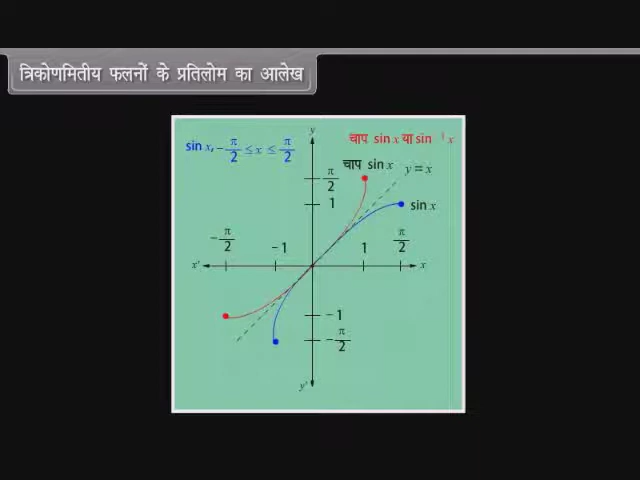 त्रिकोणमितीय फलनों के प्रतिलोम का आलेख
sin x, -π/2 ≤ x ≤ π/2
चाप sin x या sin⁻¹ x
y
चाप sin x
y = x
π/2
1
sin x
-π/2
-1
1
π/2
x'
x
-1
-π/2
y'